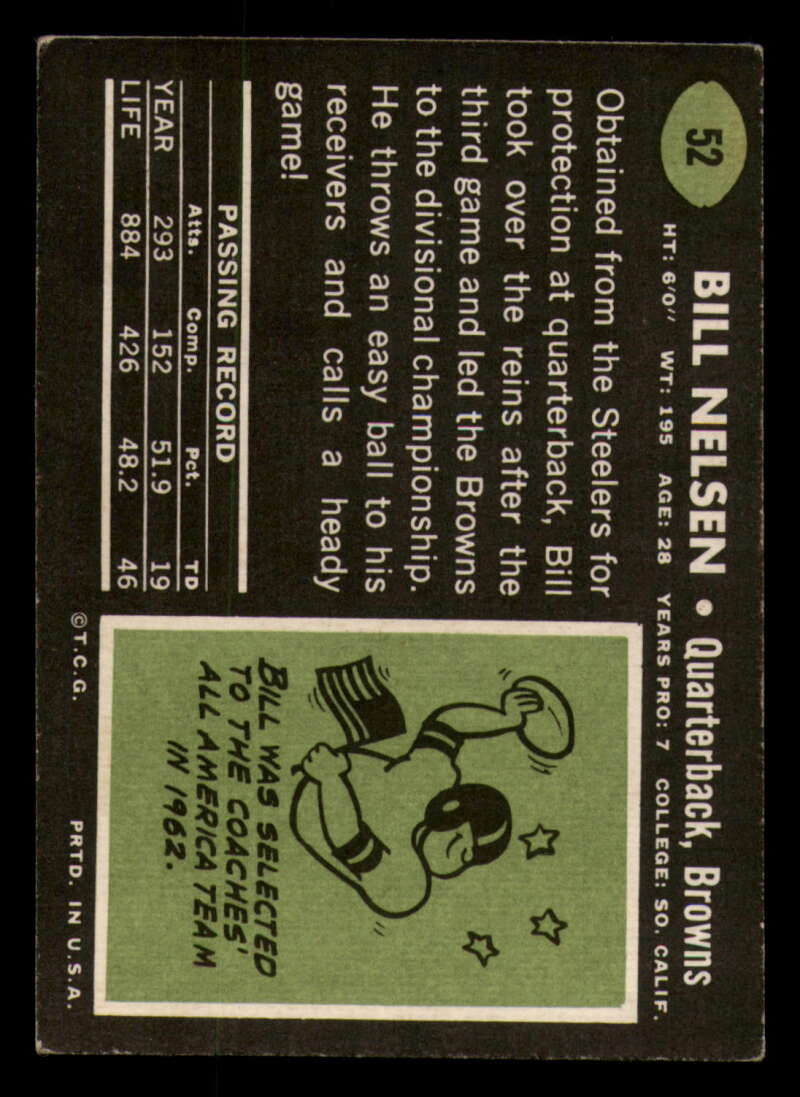 52
BILL NELSEN • Quarterback, Browns
HT: 6'0" WT: 195 AGE: 28 YEARS PRO: 7 COLLEGE: SO. CALIF.
Obtained from the Steelers for
protection at quarterback, Bill
took over the reins after the
third game and led the Browns
to the divisional championship.
He throws an easy ball to his
receivers and calls a heady
game!
PASSING RECORD
Atts. Comp. Pct. TD
YEAR 293 152 51.9 19
LIFE 884 426 48.2 46
BILL WAS SELECTED
TO THE COACHES'
ALL AMERICA TEAM
IN 1962.
©T.C.G. PRTD. IN U.S.A.